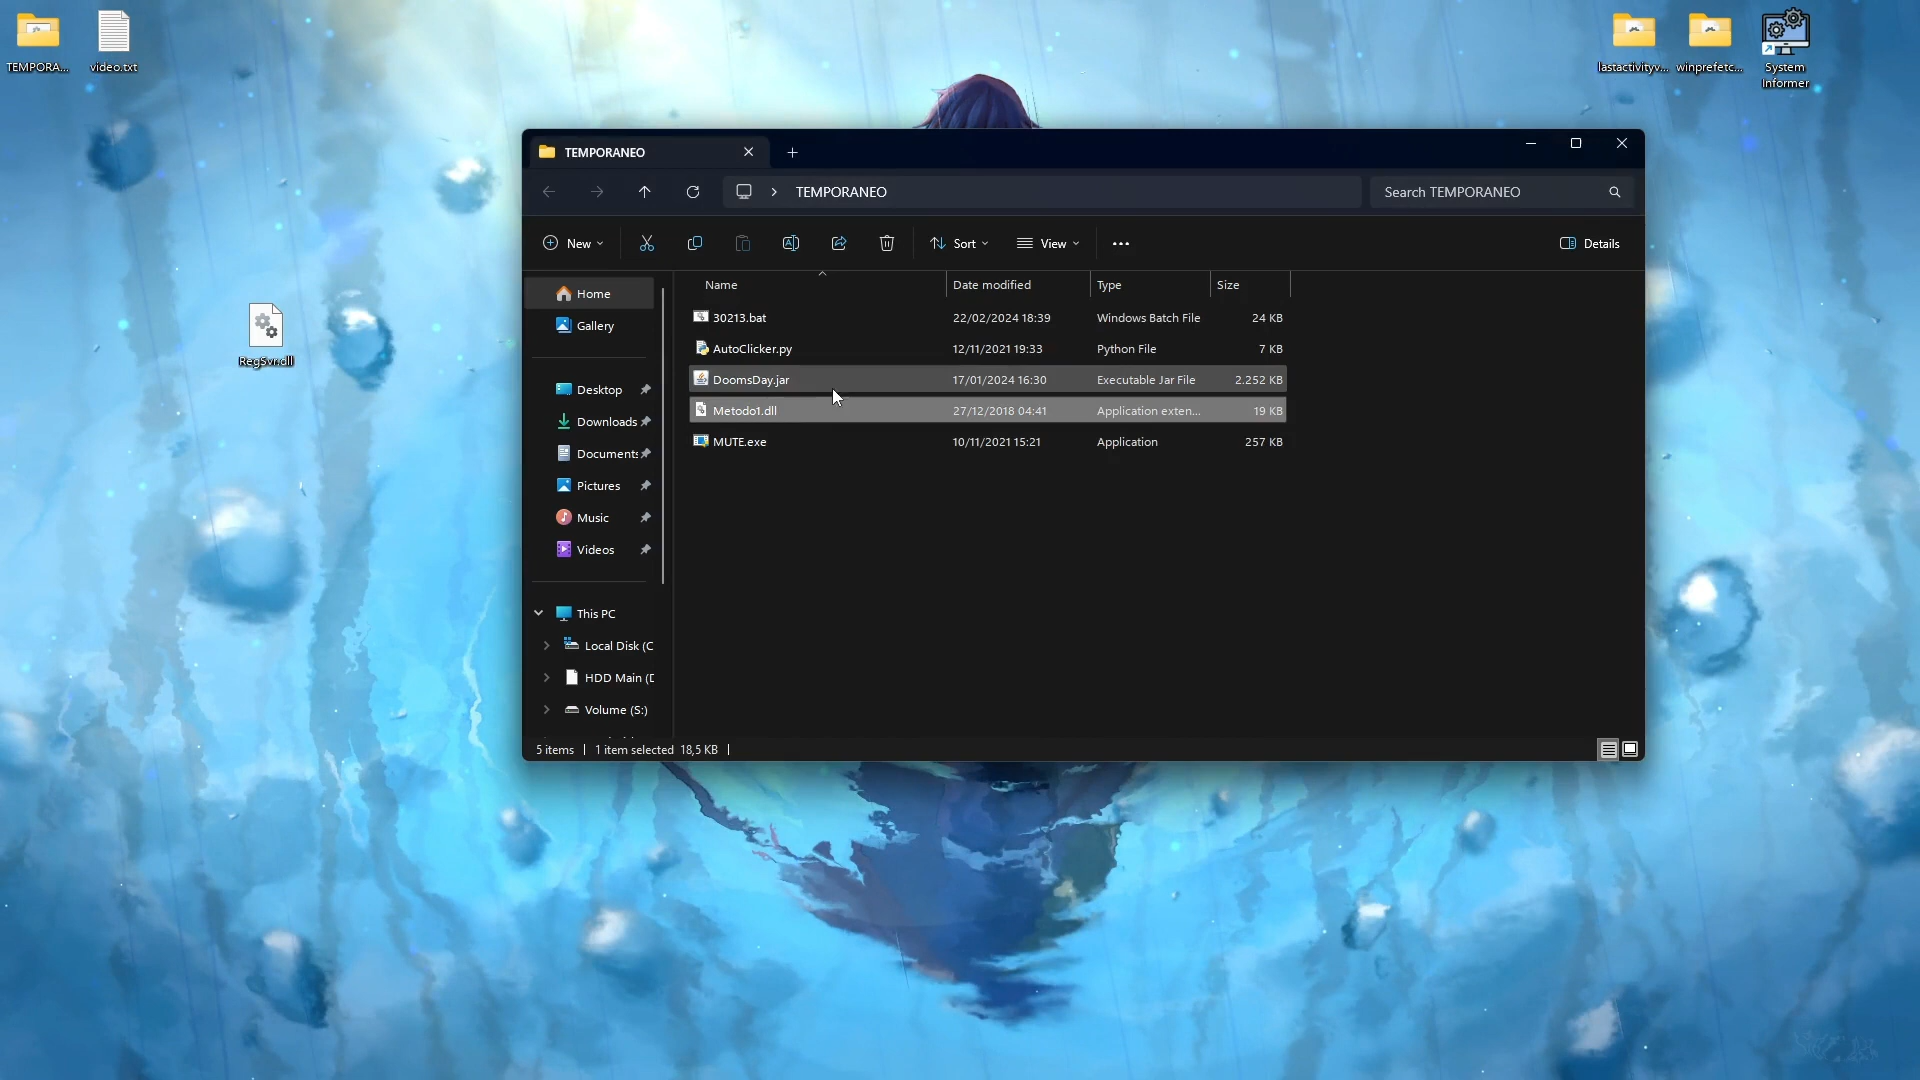 TEMPORA...
video.txt
lastactivityv...
winprefetc...
System
Informer
RegSvr.dll
TEMPORANEO
TEMPORANEO
Search TEMPORANEO
New
Sort
View
Details
Name
Date modified
Type
Size
Home
Gallery
Desktop
Downloads
Documents
Pictures
Music
Videos
This PC
Local Disk (C
HDD Main (D
Volume (S:)
30213.bat 22/02/2024 18:39 Windows Batch File 24 KB
AutoClicker.py 12/11/2021 19:33 Python File 7 KB
DoomsDay.jar 17/01/2024 16:30 Executable Jar File 2.252 KB
Metodo1.dll 27/12/2018 04:41 Application exten... 19 KB
MUTE.exe 10/11/2021 15:21 Application 257 KB
5 items 1 item selected 18,5 KB